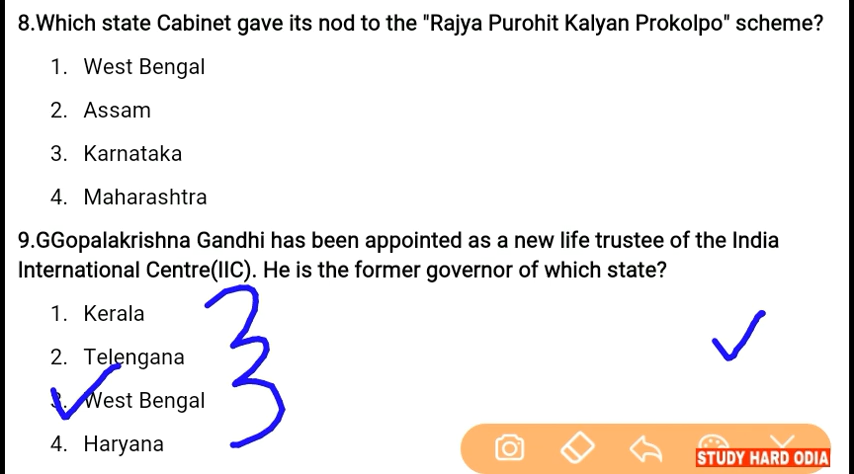 8.Which state Cabinet gave its nod to the "Rajya Purohit Kalyan Prokolpo" scheme?
1. West Bengal
2. Assam
3. Karnataka
4. Maharashtra
9.GGopalakrishna Gandhi has been appointed as a new life trustee of the India
International Centre(IIC). He is the former governor of which state?
1. Kerala
2. Telengana
3. West Bengal
4. Haryana
3
STUDY HARD ODIA